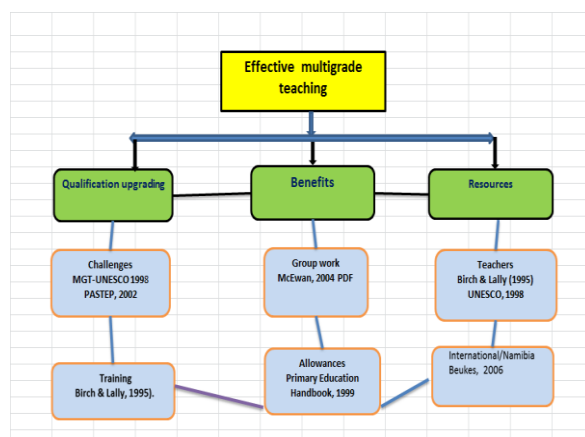 Effective multigrade
teaching
Qualification upgrading
Benefits
Resources
Challenges
MGT-UNESCO 1998
PASTEP, 2002
Group work
McEwan, 2004 PDF
Teachers
Birch & Lally (1995)
UNESCO, 1998
Training
Birch & Lally, 1995).
Allowances
Primary Education
Handbook, 1999
International/Namibia
Beukes, 2006